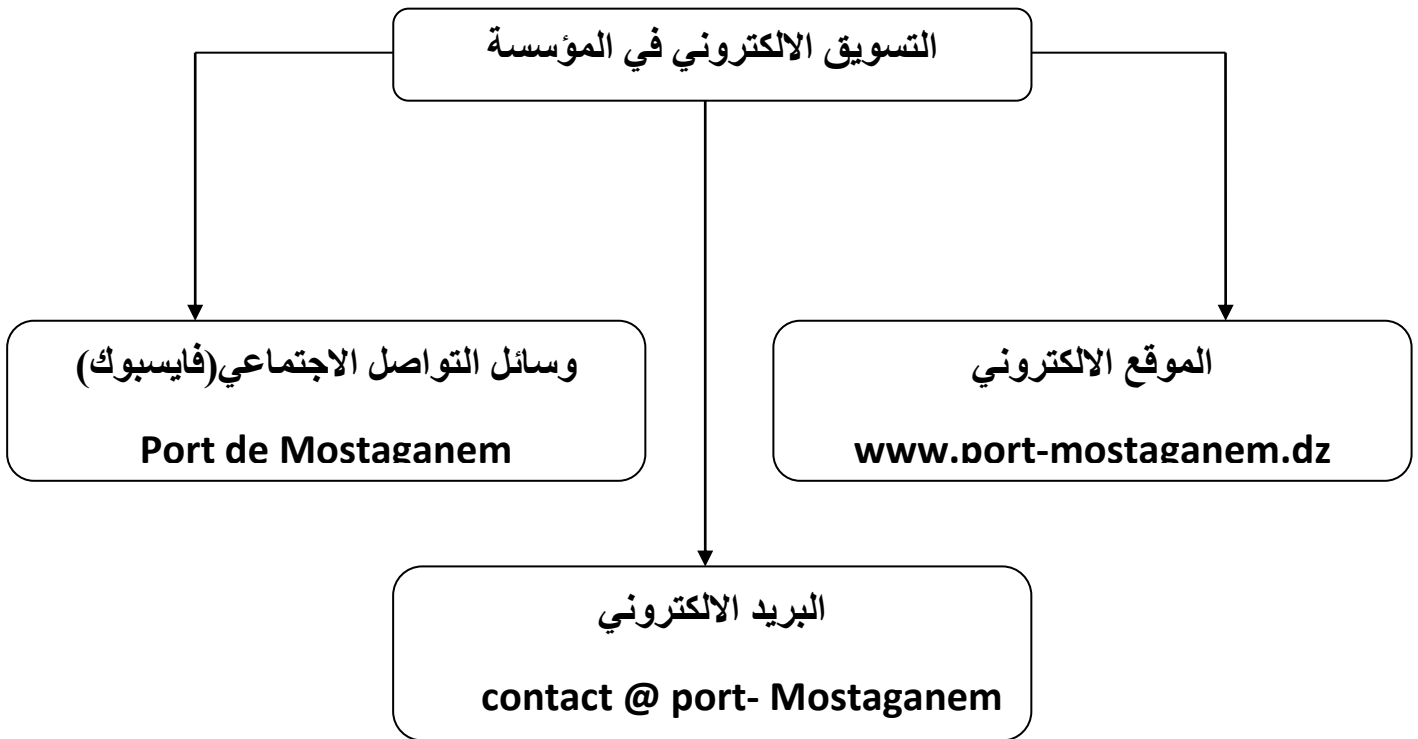 التسويق الالكتروني في المؤسسة
الموقع الالكتروني
www.port-mostaganem.dz
وسائل التواصل الاجتماعي(فايسبوك)
Port de Mostaganem
البريد الالكتروني
contact @ port- Mostaganem